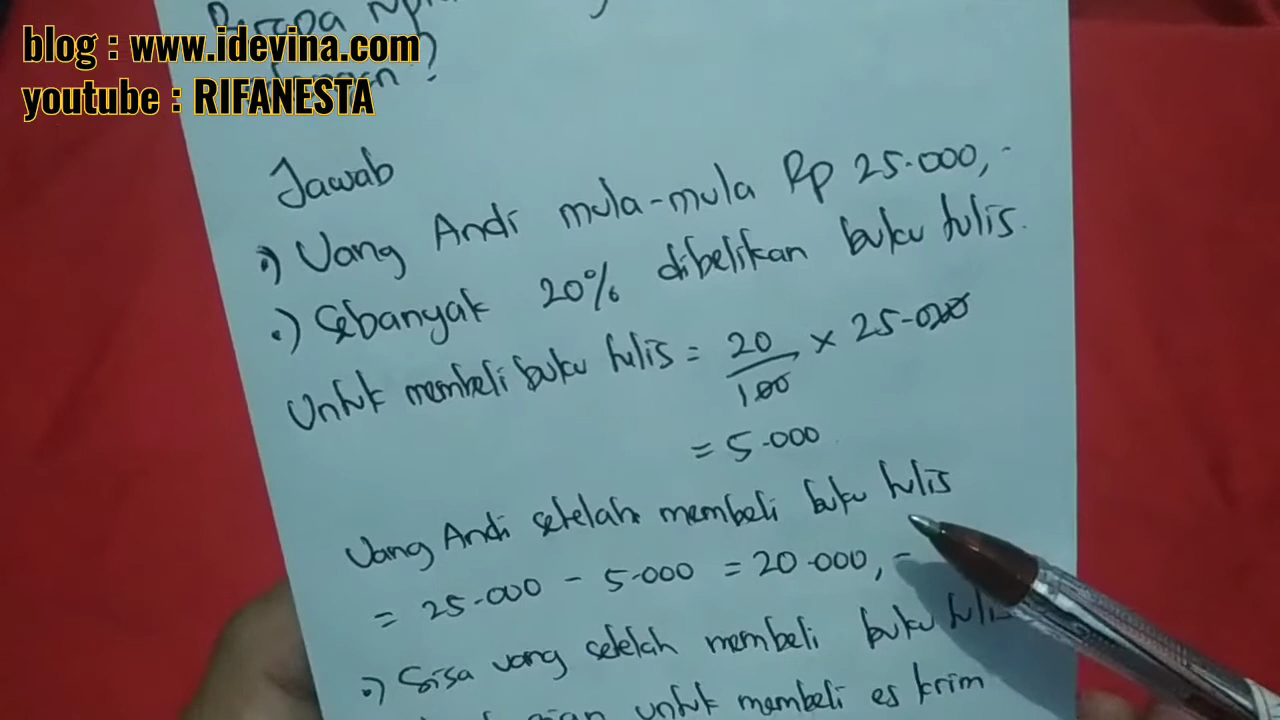 Berapa
blog : www.idevina.com
?
youtube : RIFANESTA
Jawab
•) Uang Andi mula-mula Rp 25.000,-
•) Sebanyak 20% dibelikan buku tulis.
Untuk membeli buku tulis = 20/100 x 25.000
= 5.000
Uang Andi setelah membeli buku tulis
= 25.000 - 5.000 = 20.000,-
•) Sisa uang setelah membeli buku tulis
untuk membeli es krim